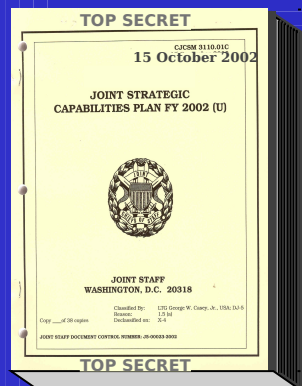 TOP SECRET
CJCSM 3110.01C
15 October 2002
JOINT STRATEGIC
CAPABILITIES PLAN FY 2002 (U)
JOINT STAFF
WASHINGTON, D.C. 20318
Classified By: LTG George W. Casey, Jr., USA; DJ-5
Reason: 1.5 (a)
Copy ___of 38 copies Declassified on: X-4
JOINT STAFF DOCUMENT CONTROL NUMBER: JS-00023-2002
TOP SECRET